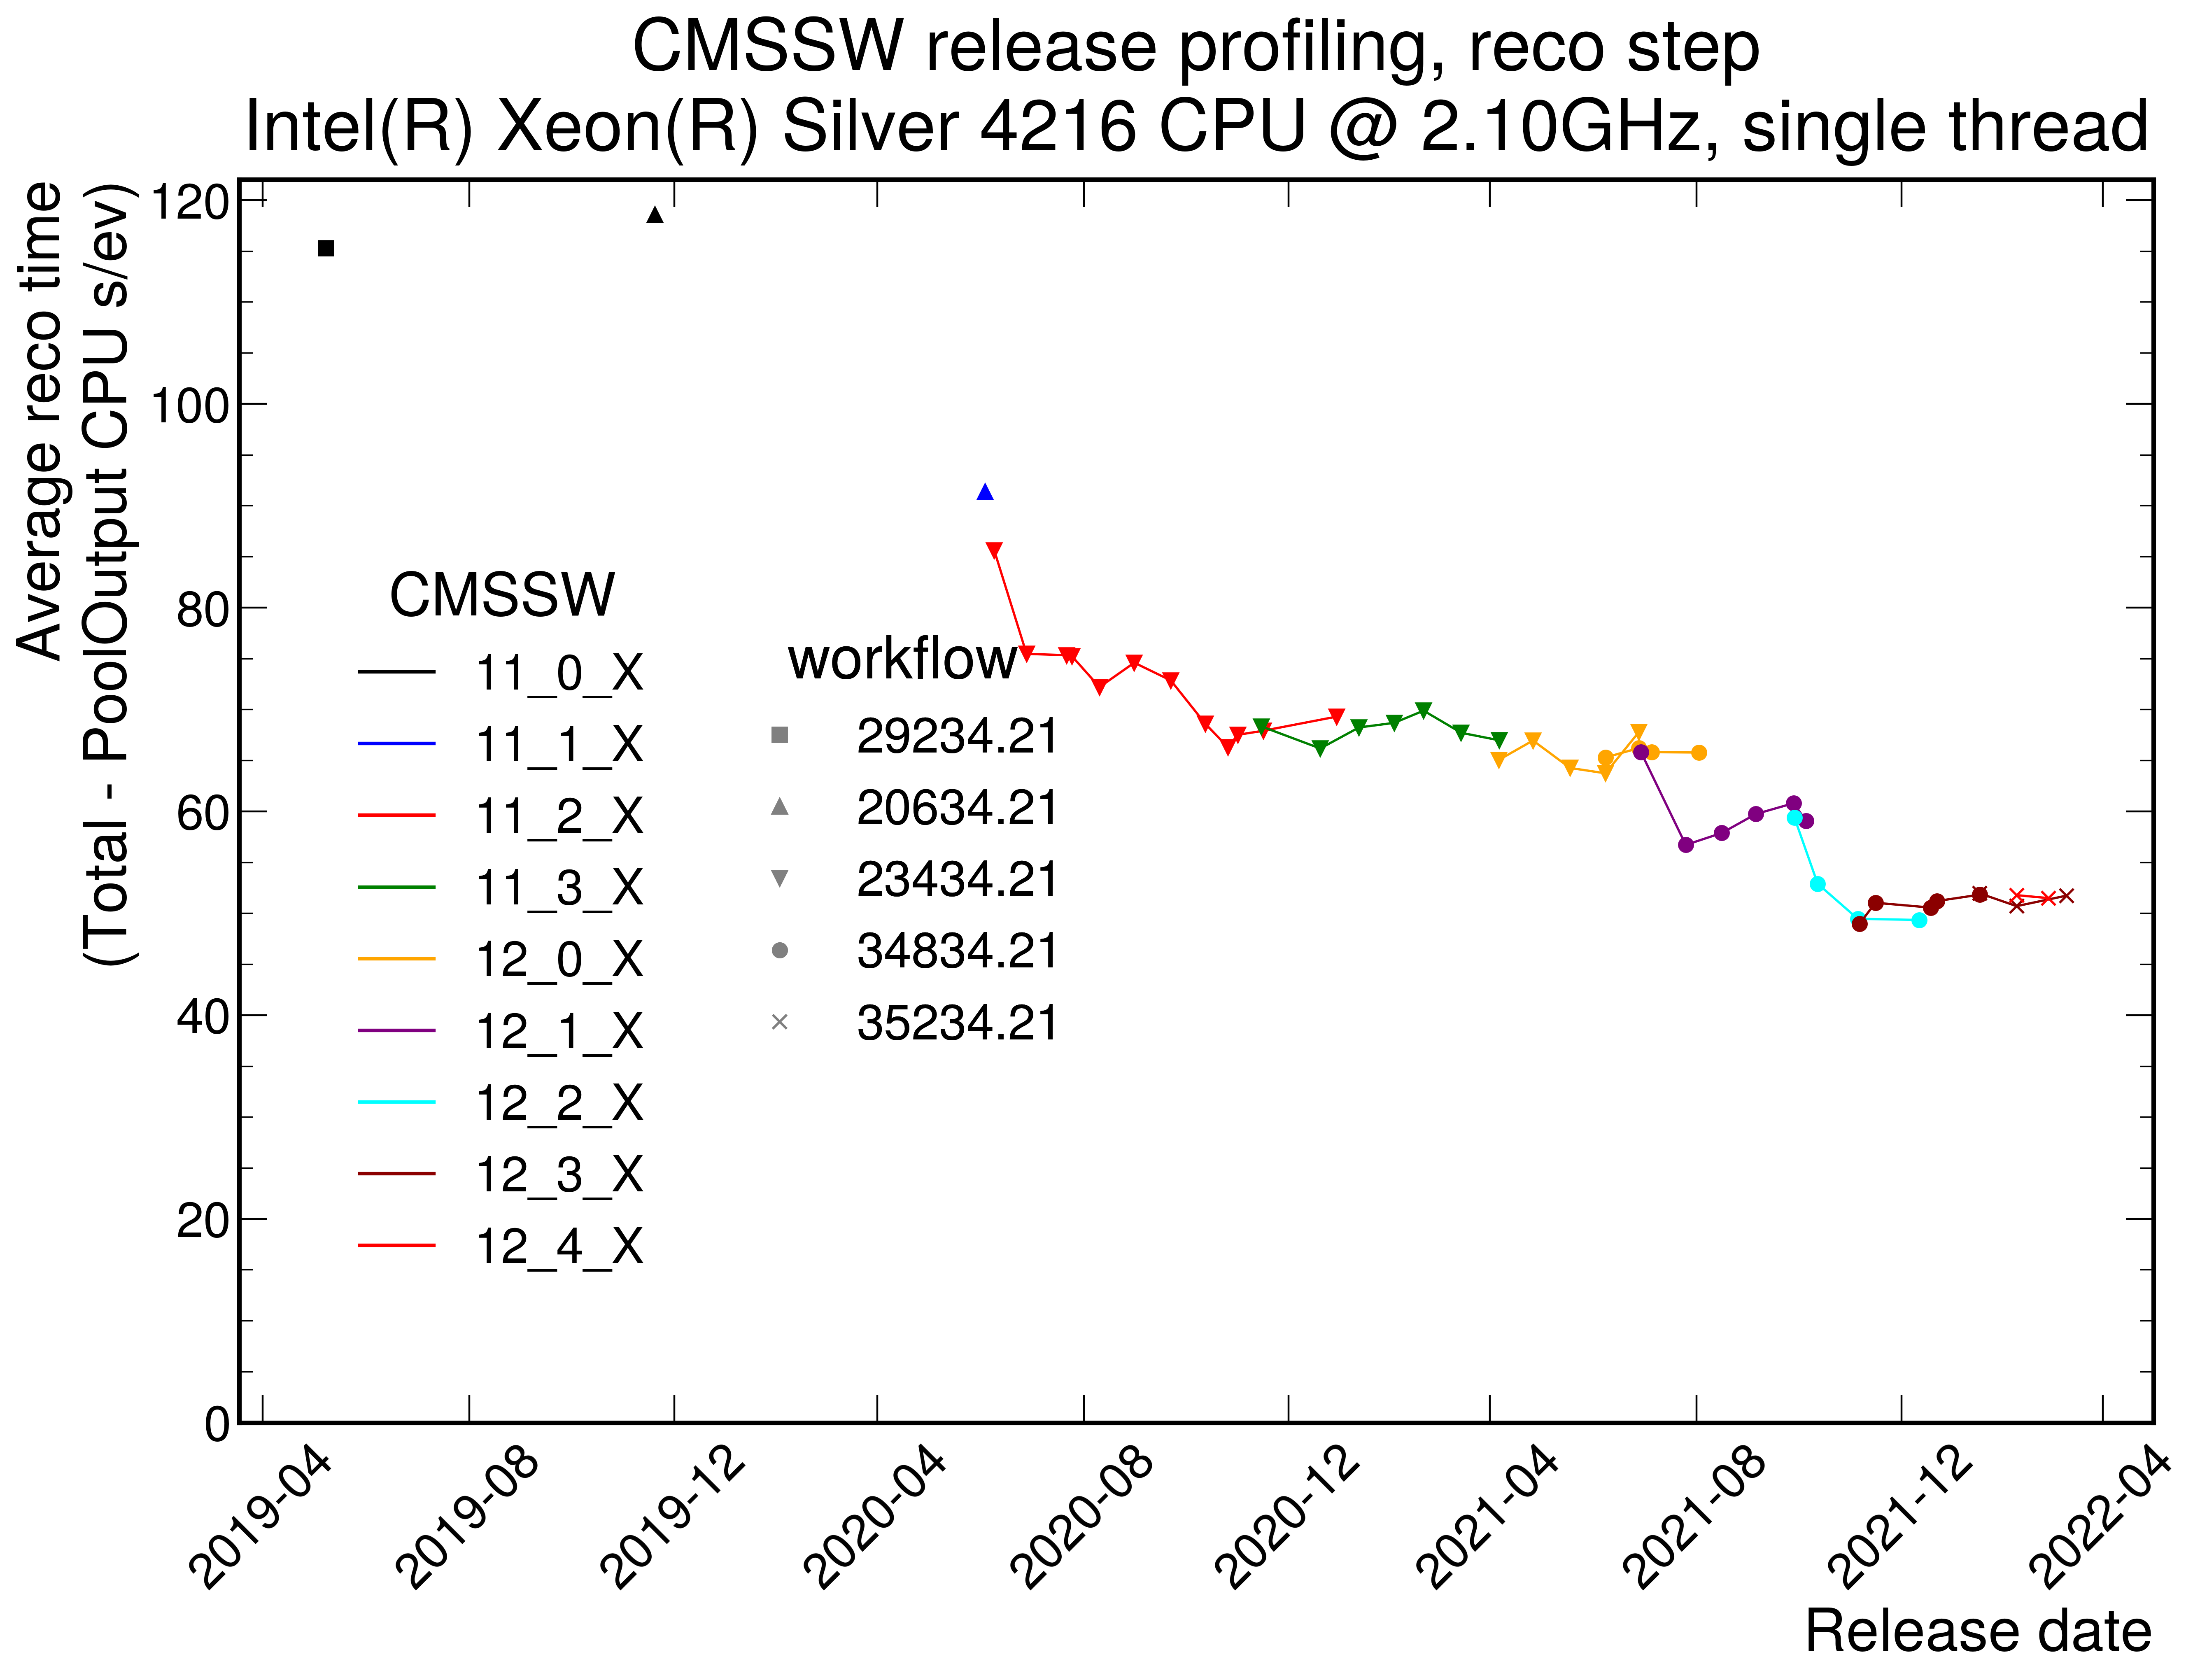 CMSSW release profiling, reco step
Intel(R) Xeon(R) Silver 4216 CPU @ 2.10GHz, single thread
Average reco time
(Total - PoolOutput CPU s/ev)
120
100
80
60
40
20
0
CMSSW
11_0_X
11_1_X
11_2_X
11_3_X
12_0_X
12_1_X
12_2_X
12_3_X
12_4_X
workflow
29234.21
20634.21
23434.21
34834.21
35234.21
2019-04
2019-08
2019-12
2020-04
2020-08
2020-12
2021-04
2021-08
2021-12
2022-04
Release date